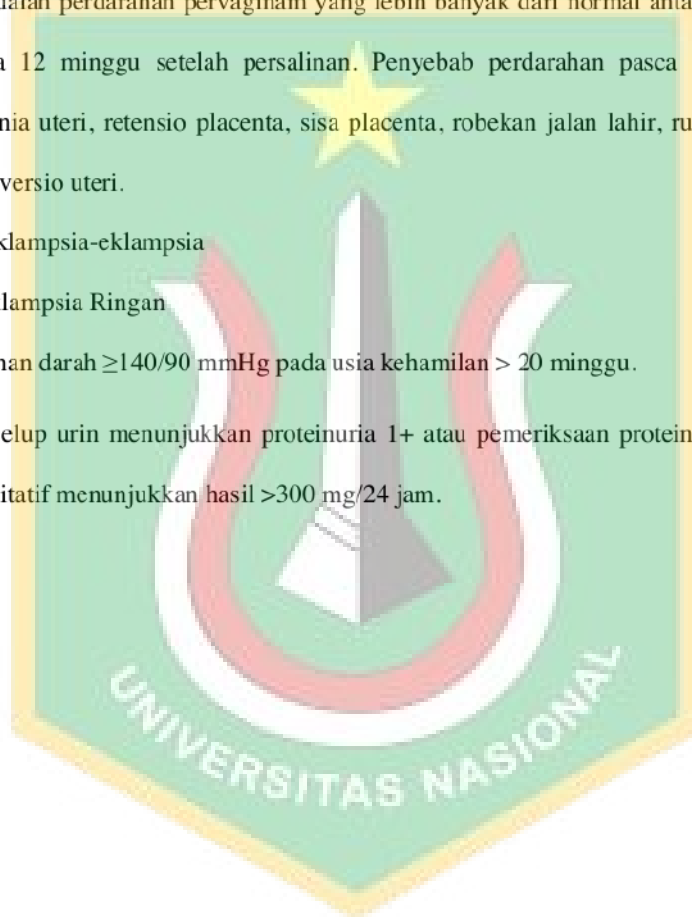 dalah perdarahan pervaginam yang lebih banyak dari normal anta
a 12 minggu setelah persalinan. Penyebab perdarahan pasca
nia uteri, retensio placenta, sisa placenta, robekan jalan lahir, ru
versio uteri.
klampsia-eklampsia
lampsia Ringan
nan darah ≥140/90 mmHg pada usia kehamilan > 20 minggu.
elup urin menunjukkan proteinuria 1+ atau pemeriksaan protein
itatif menunjukkan hasil >300 mg/24 jam.
UNIVERSITAS NASIONAL